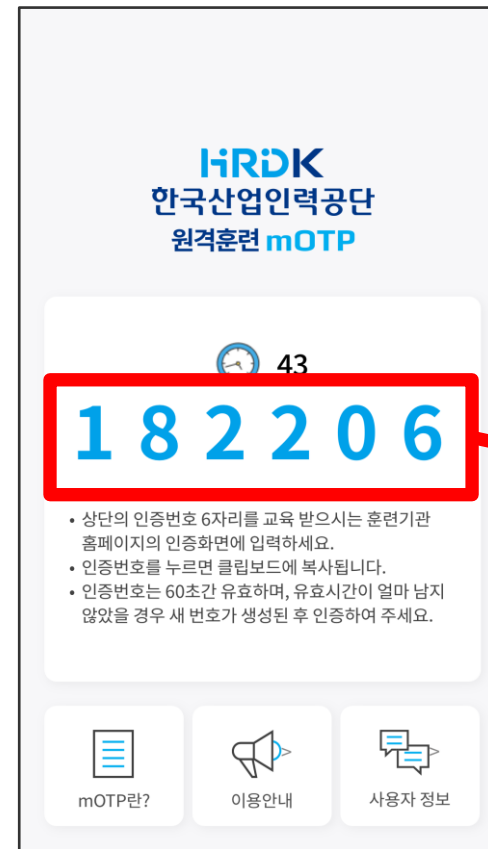 HRDK
한국산업인력공단
원격훈련 mOTP
43
182206
• 상단의 인증번호 6자리를 교육 받으시는 훈련기관
홈페이지의 인증화면에 입력하세요.
• 인증번호를 누르면 클립보드에 복사됩니다.
• 인증번호는 60초간 유효하며, 유효시간이 얼마 남지
않았을 경우 새 번호가 생성된 후 인증하여 주세요.
mOTP란?
이용안내
사용자 정보